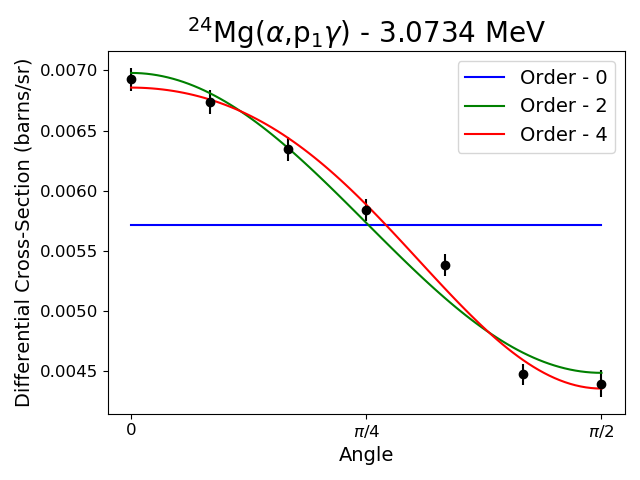 ²⁴Mg(α,p₁γ) - 3.0734 MeV
Differential Cross-Section (barns/sr)
0.0070
0.0065
0.0060
0.0055
0.0050
0.0045
Order - 0
Order - 2
Order - 4
0
π/4
π/2
Angle